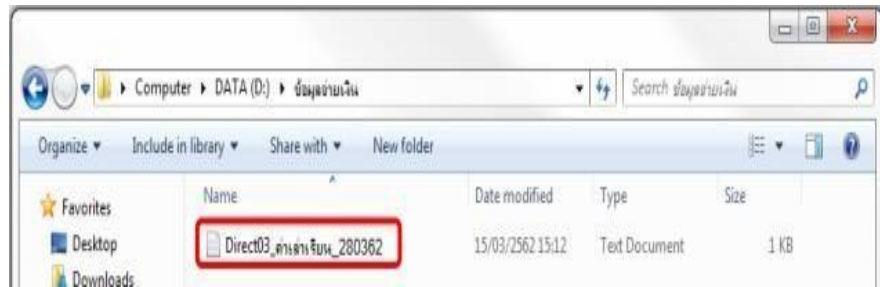 Computer ▸ DATA (D:) ▸ ข้อมูลจ่ายเงิน
Search ข้อมูลจ่ายเงิน
Organize Include in library Share with New folder
Favorites Name Date modified Type Size
Desktop Direct03_ค่าเล่าเรียน_280362 15/03/2562 15:12 Text Document 1 KB
Downloads